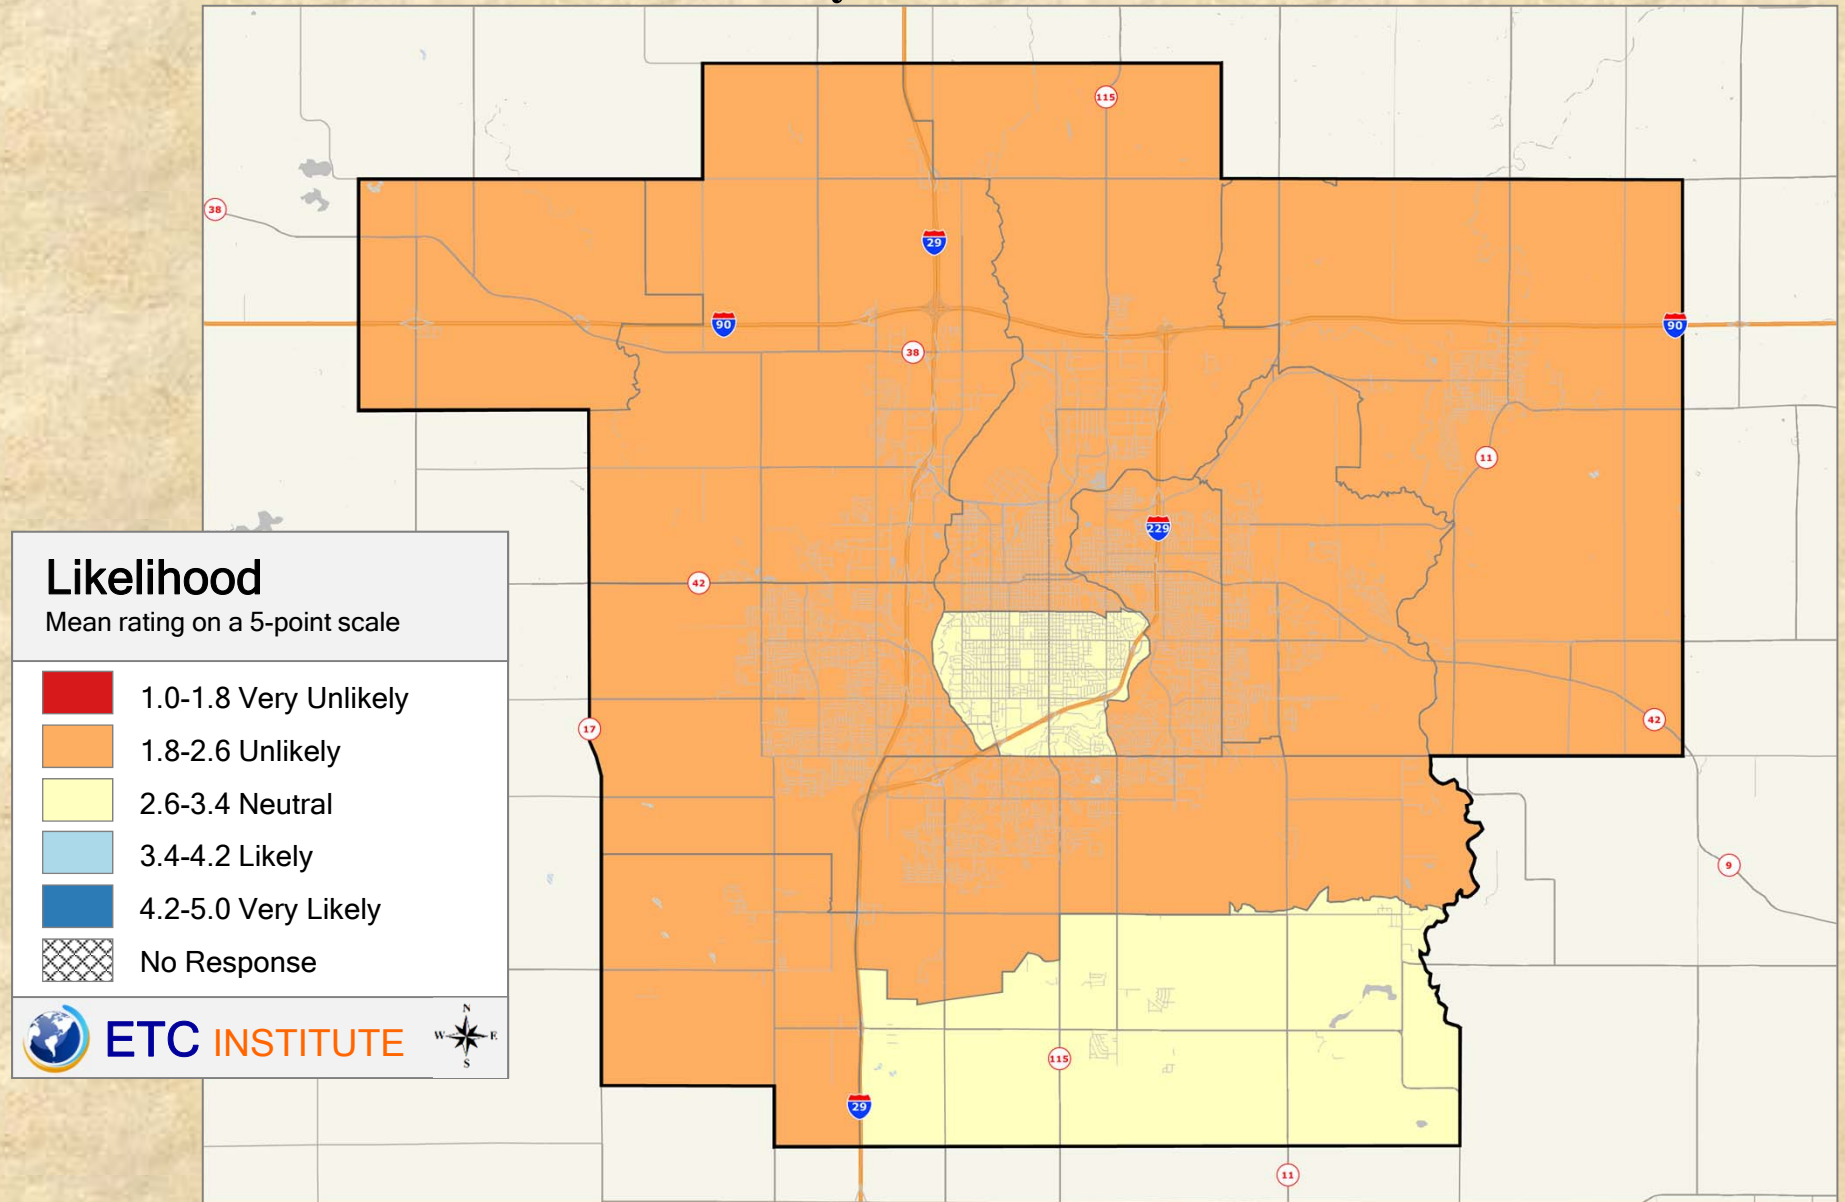 115
38
29
90
90
38
11
229
42
Likelihood
Mean rating on a 5-point scale
1.0-1.8 Very Unlikely
1.8-2.6 Unlikely
2.6-3.4 Neutral
3.4-4.2 Likely
4.2-5.0 Very Likely
No Response
ETC INSTITUTE
N
W E
S
17
42
9
115
29
11